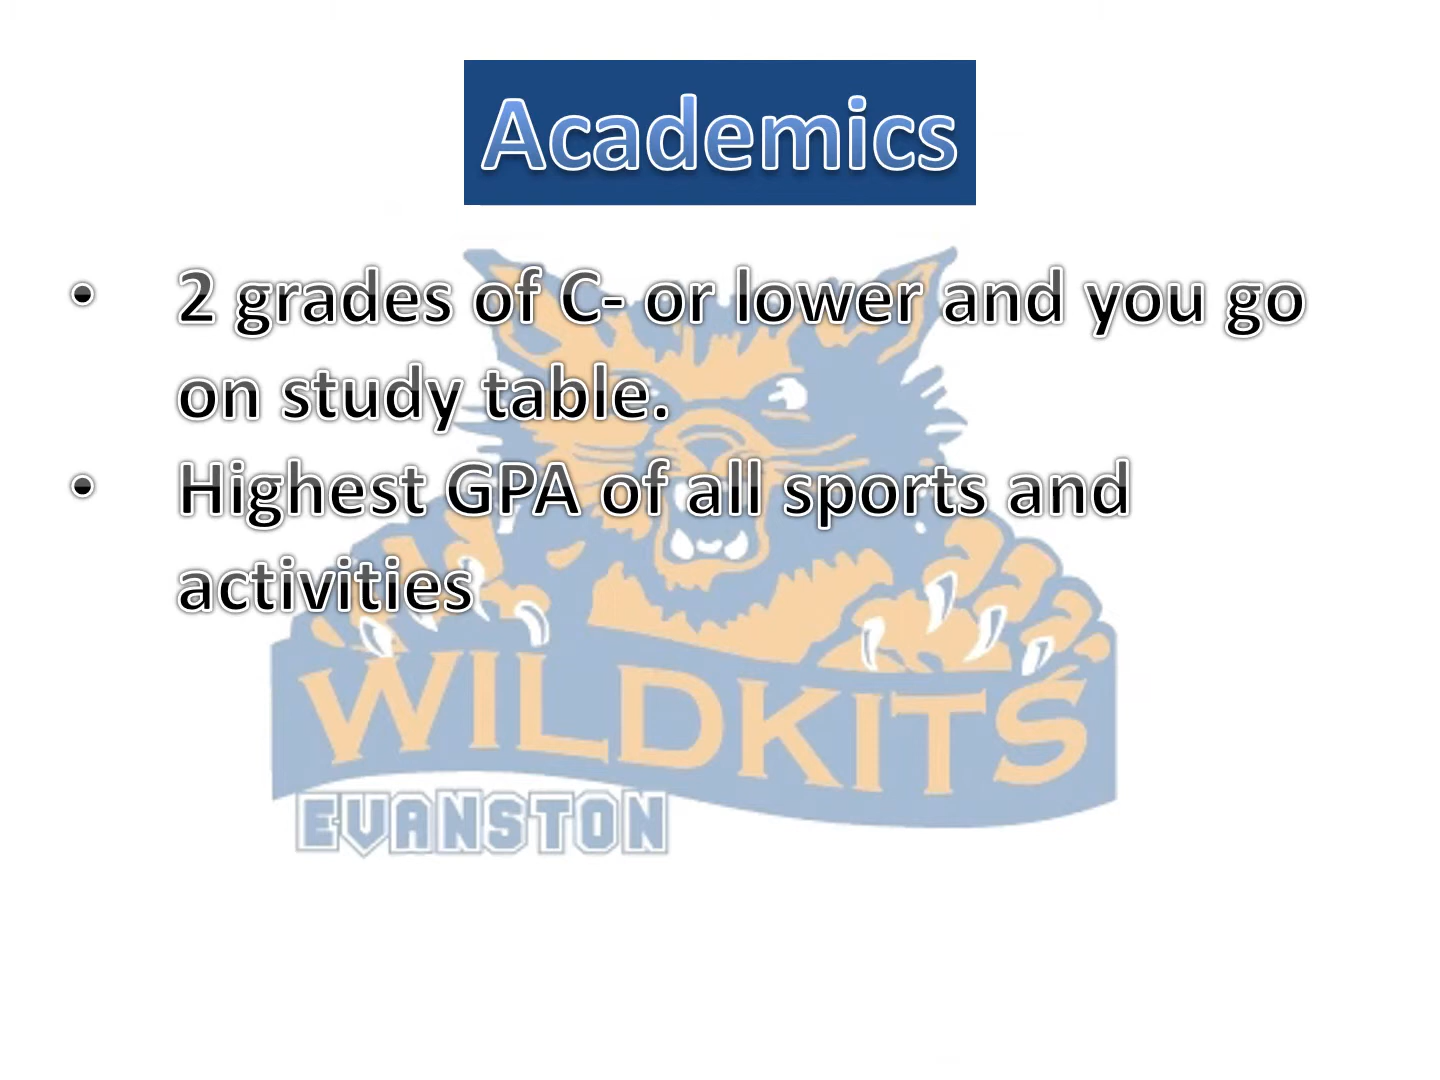 Academics
• 2 grades of C- or lower and you go
on study table.
• Highest GPA of all sports and
activities
WILDKITS
EVANSTON